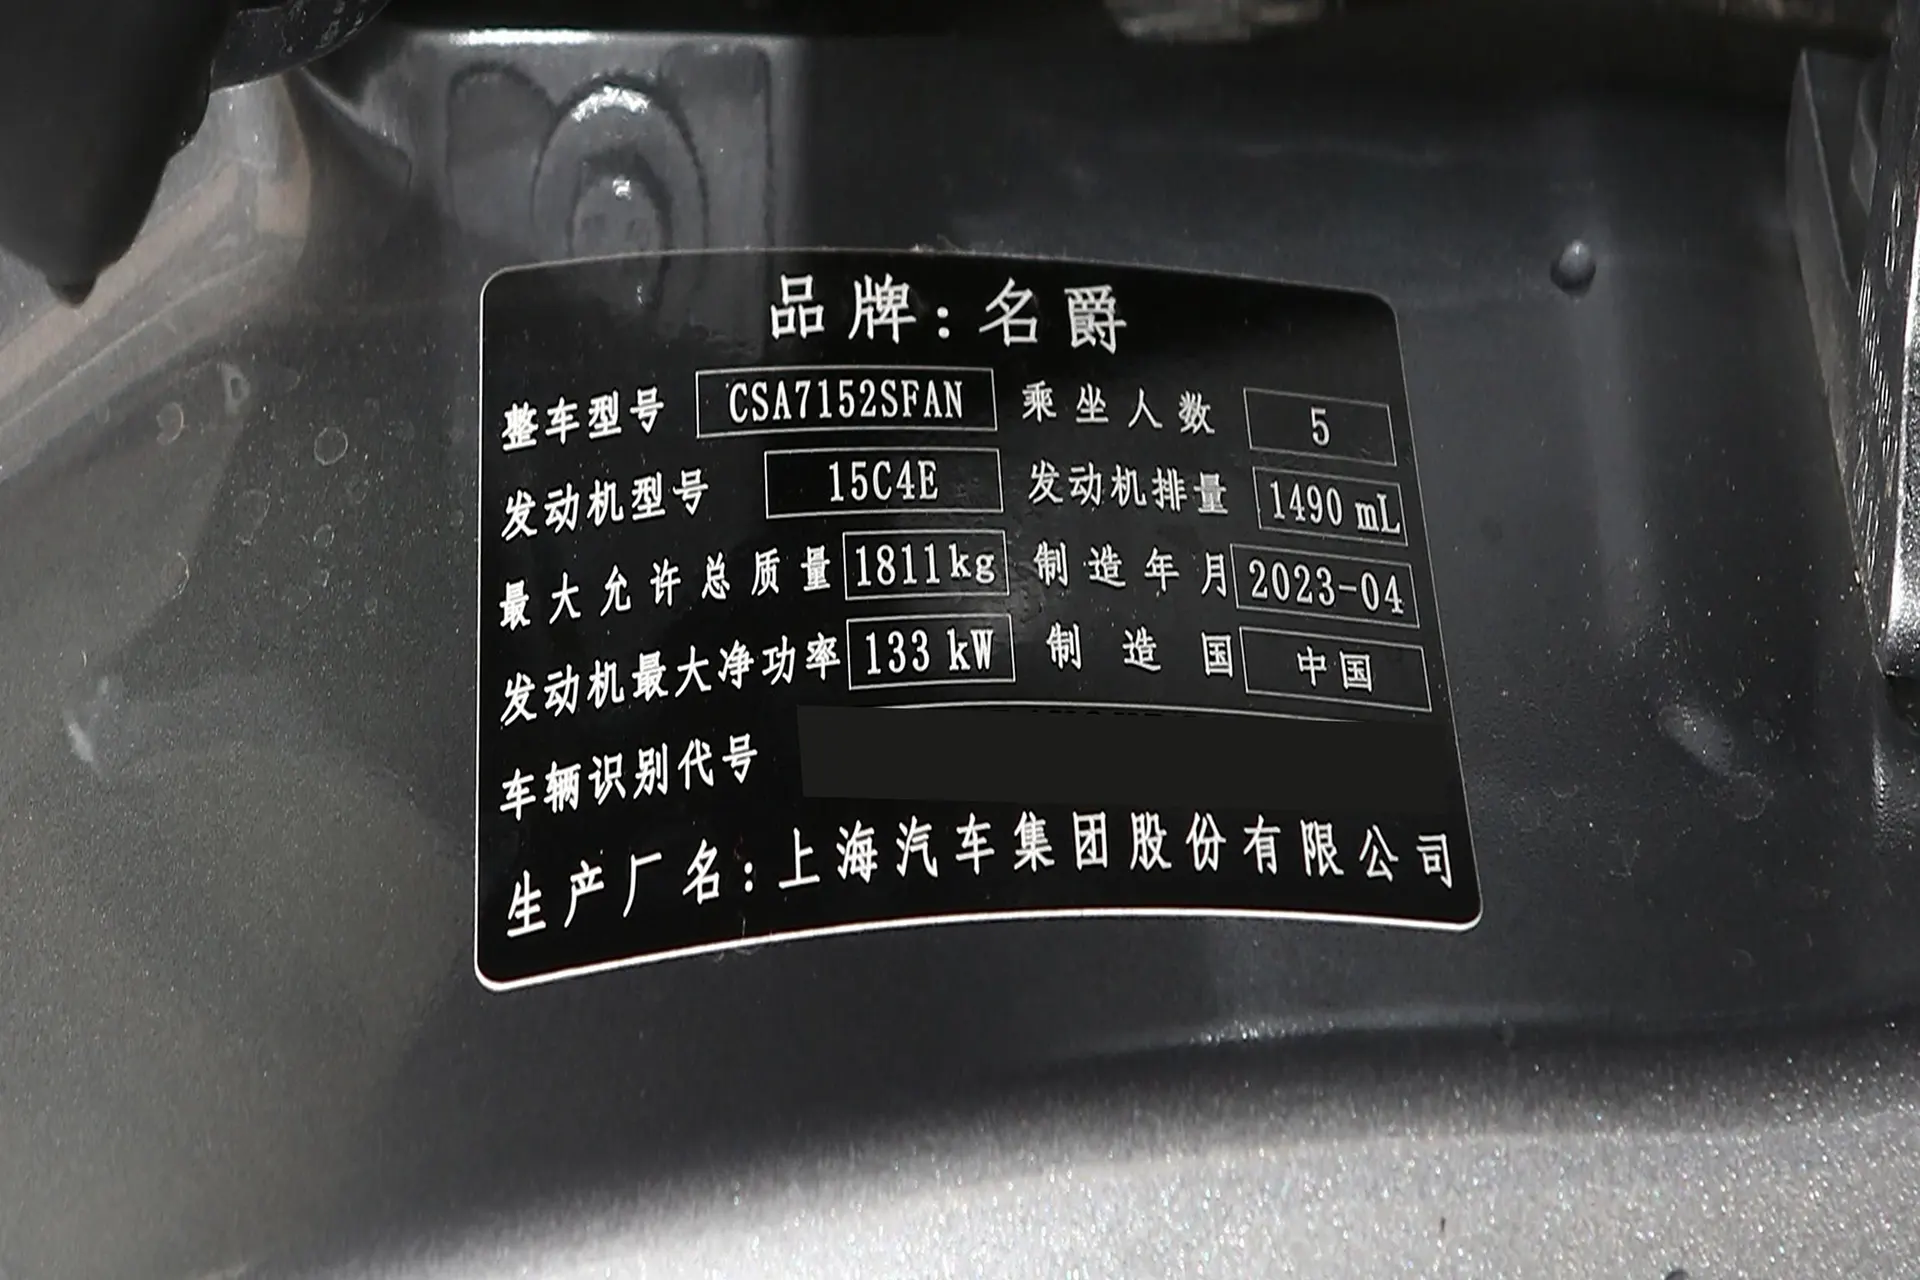 品牌:名爵
整车型号 CSA7152SFAN 乘坐人数 5
发动机型号 15C4E 发动机排量 1490 mL
最大允许总质量 1811kg 制造年月 2023-04
发动机最大净功率 133 kW 制造国 中国
车辆识别代号
生产厂名:上海汽车集团股份有限公司